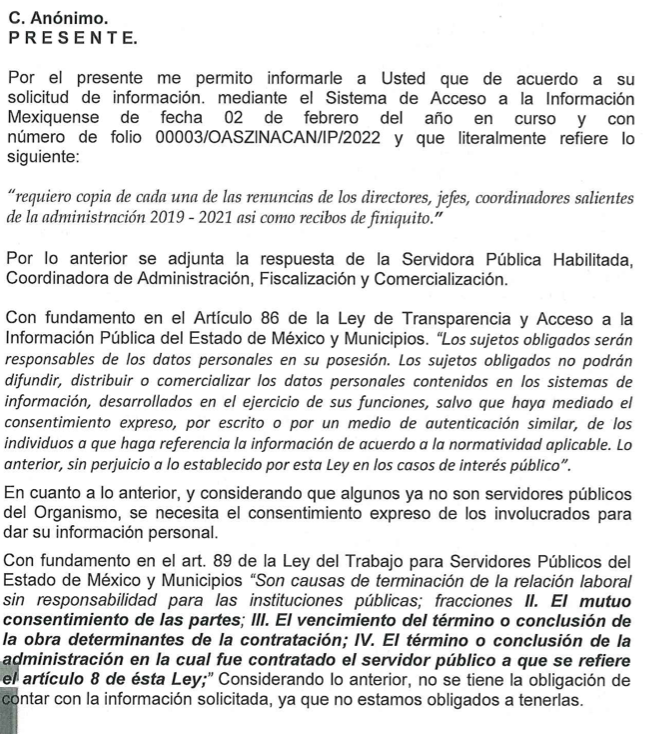 C. Anónimo.
P R E S E N T E.
Por el presente me permito informarle a Usted que de acuerdo a su
solicitud de información. mediante el Sistema de Acceso a la Información
Mexiquense de fecha 02 de febrero del año en curso y con
número de folio 00003/OASZINACAN/IP/2022 y que literalmente refiere lo
siguiente:
“requiero copia de cada una de las renuncias de los directores, jefes, coordinadores salientes
de la administración 2019 - 2021 asi como recibos de finiquito.”
Por lo anterior se adjunta la respuesta de la Servidora Pública Habilitada,
Coordinadora de Administración, Fiscalización y Comercialización.
Con fundamento en el Artículo 86 de la Ley de Transparencia y Acceso a la
Información Pública del Estado de México y Municipios. “Los sujetos obligados serán
responsables de los datos personales en su posesión. Los sujetos obligados no podrán
difundir, distribuir o comercializar los datos personales contenidos en los sistemas de
información, desarrollados en el ejercicio de sus funciones, salvo que haya mediado el
consentimiento expreso, por escrito o por un medio de autenticación similar, de los
individuos a que haga referencia la información de acuerdo a la normatividad aplicable. Lo
anterior, sin perjuicio a lo establecido por esta Ley en los casos de interés público”.
En cuanto a lo anterior, y considerando que algunos ya no son servidores públicos
del Organismo, se necesita el consentimiento expreso de los involucrados para
dar su información personal.
Con fundamento en el art. 89 de la Ley del Trabajo para Servidores Públicos del
Estado de México y Municipios “Son causas de terminación de la relación laboral
sin responsabilidad para las instituciones públicas; fracciones II. El mutuo
consentimiento de las partes; III. El vencimiento del término o conclusión de
la obra determinantes de la contratación; IV. El término o conclusión de la
administración en la cual fue contratado el servidor público a que se refiere
el artículo 8 de ésta Ley;” Considerando lo anterior, no se tiene la obligación de
contar con la información solicitada, ya que no estamos obligados a tenerlas.